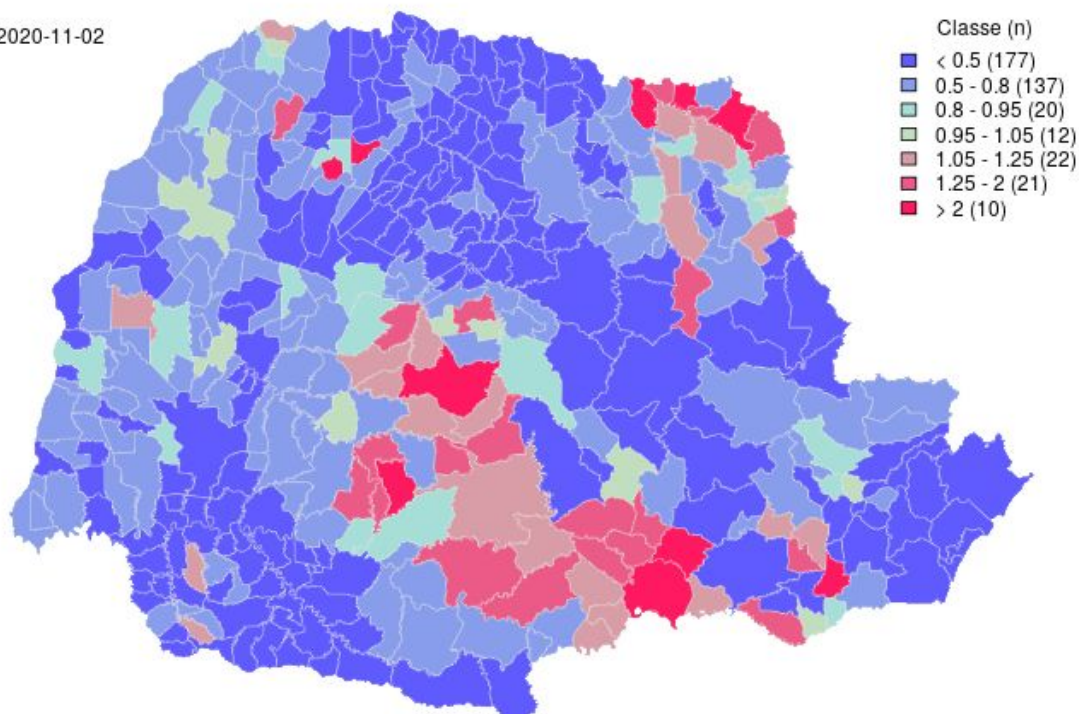 2020-11-02
Classe (n)
< 0.5 (177)
0.5 - 0.8 (137)
0.8 - 0.95 (20)
0.95 - 1.05 (12)
1.05 - 1.25 (22)
1.25 - 2 (21)
> 2 (10)